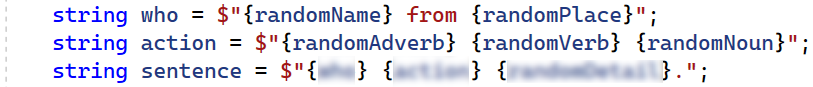 string who = $"{randomName} from {randomPlace}";
string action = $"{randomAdverb} {randomVerb} {randomNoun}";
string sentence = $"{ } { } { }.";